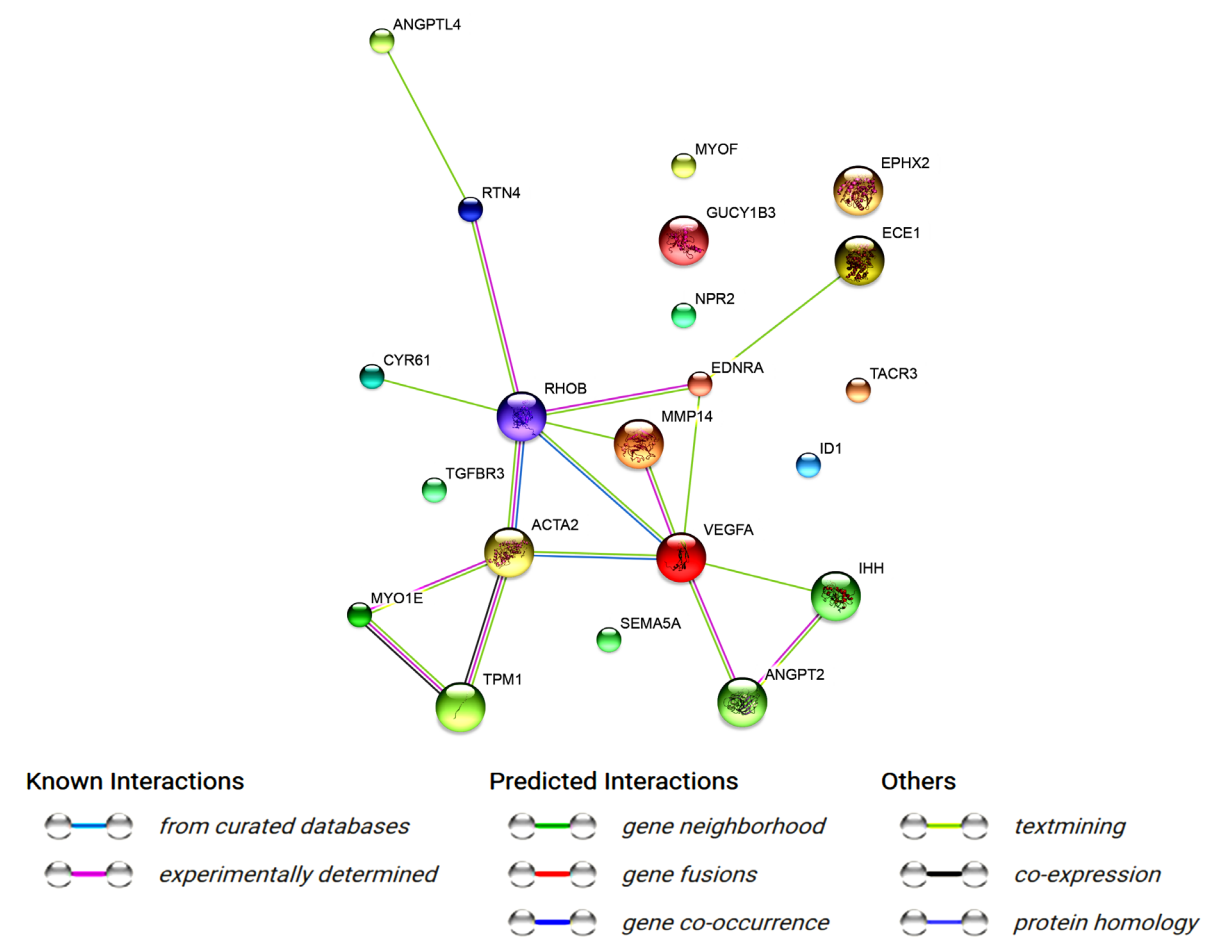 ANGPTL4
MYOF
EPHX2
RTN4
GUCY1B3
ECE1
NPR2
CYR61
EDNRA
TACR3
RHOB
MMP14
ID1
TGFBR3
ACTA2
VEGFA
IHH
MYO1E
SEMA5A
TPM1
ANGPT2
Known Interactions
from curated databases
experimentally determined
Predicted Interactions
gene neighborhood
gene fusions
gene co-occurrence
Others
textmining
co-expression
protein homology